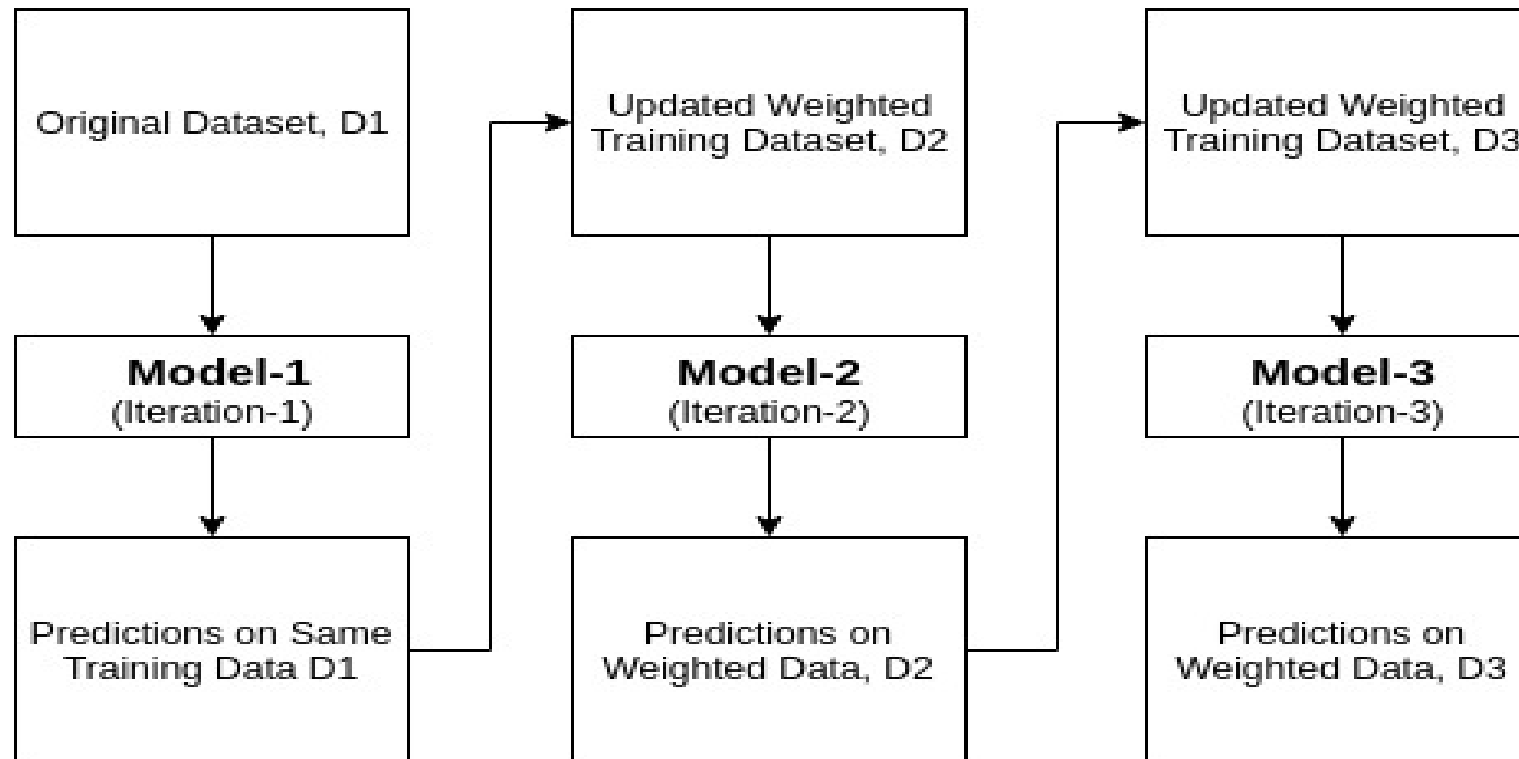 Original Dataset, D1
Model-1
(Iteration-1)
Predictions on Same
Training Data D1
Updated Weighted
Training Dataset, D2
Model-2
(Iteration-2)
Predictions on
Weighted Data, D2
Updated Weighted
Training Dataset, D3
Model-3
(Iteration-3)
Predictions on
Weighted Data, D3